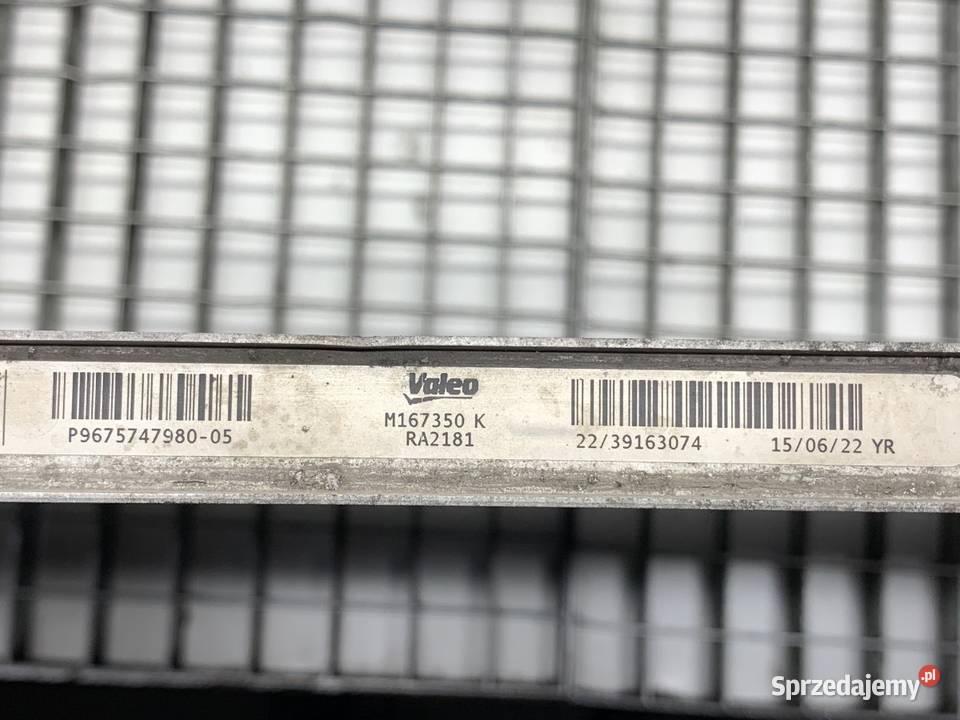 Valeo
P9675747980-05
M167350 K
RA2181
22/39163074 15/06/22 YR
Sprzedajemy.pl